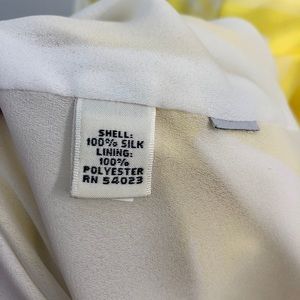 SHELL:
100% SILK
LINING:
100%
POLYESTER
RN 54023